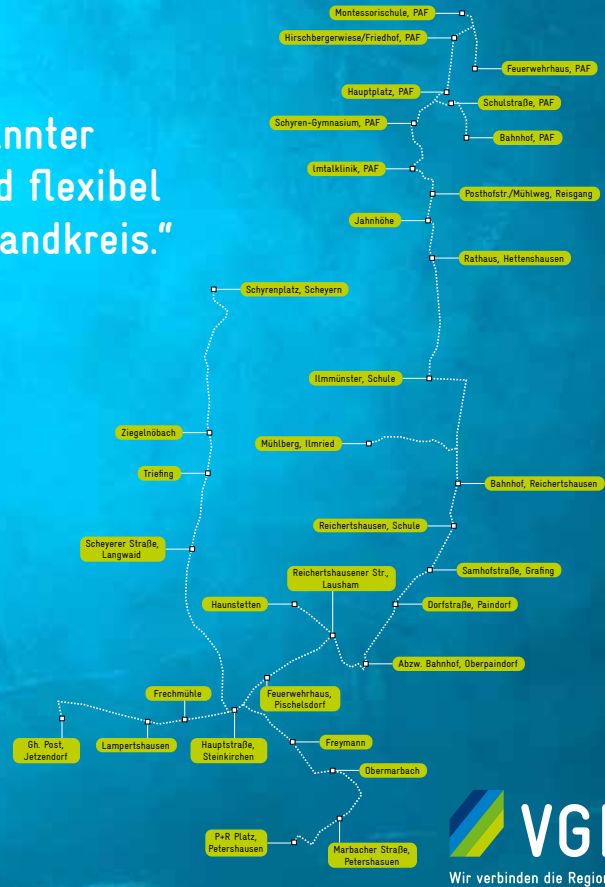 Montessorischule, PAF
Hirschbergerwiese/Friedhof, PAF
Feuerwehrhaus, PAF
Hauptplatz, PAF
Schulstraße, PAF
Schyren-Gymnasium, PAF
Bahnhof, PAF
nnter
d flexibel
andkreis.“
Imtalklinik, PAF
Posthofstr./Mühlweg, Reisgang
Jahnhöhe
Rathaus, Hettenshausen
Schyrenplatz, Scheyern
Ilmmünster, Schule
Ziegelnöbach
Mühlberg, Ilmried
Triefing
Bahnhof, Reichertshausen
Reichertshausen, Schule
Scheyerer Straße,
Langwaid
Samhofstraße, Grafing
Reichertshausener Str.,
Lausham
Haunstetten
Dorfstraße, Paindorf
Abzw. Bahnhof, Oberpaindorf
Frechmühle
Feuerwehrhaus,
Pischelsdorf
Gh. Post,
Jetzendorf
Lampertshausen
Hauptstraße,
Steinkirchen
Freymann
Obermarbach
P+R Platz,
Petershausen
Marbacher Straße,
Petershasuen
VG
Wir verbinden die Regio